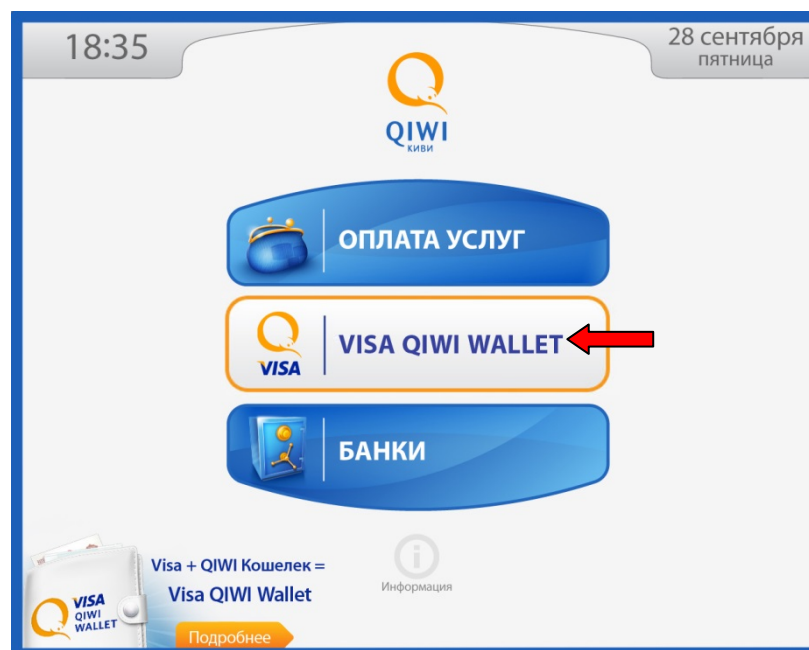 18:35
28 сентября
пятница
QIWI
КИВИ
ОПЛАТА УСЛУГ
VISA
VISA QIWI WALLET
БАНКИ
Информация
Visa + QIWI Кошелек =
Visa QIWI Wallet
VISA
QIWI
WALLET
Подробнее